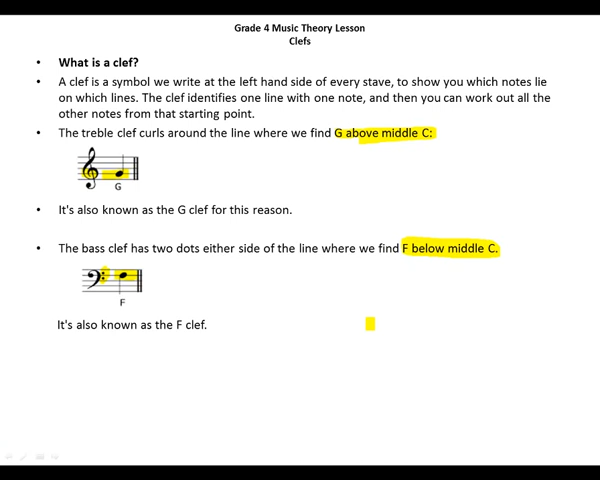 Grade 4 Music Theory Lesson
Clefs
• What is a clef?
• A clef is a symbol we write at the left hand side of every stave, to show you which notes lie
on which lines. The clef identifies one line with one note, and then you can work out all the
other notes from that starting point.
• The treble clef curls around the line where we find G above middle C:
G
• It's also known as the G clef for this reason.
• The bass clef has two dots either side of the line where we find F below middle C.
F
It's also known as the F clef.